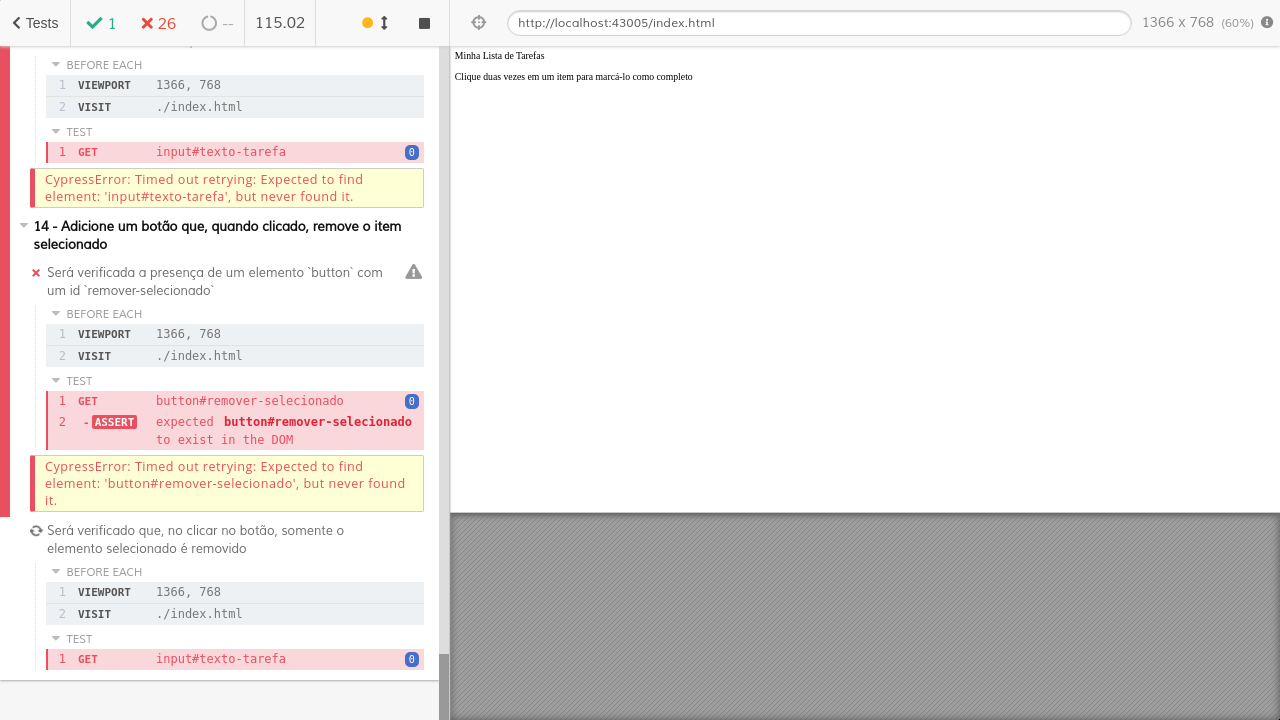 Tests
1
26
--
115.02
http://localhost:43005/index.html
1366 x 768 (60%)
BEFORE EACH
1 VIEWPORT 1366, 768
2 VISIT ./index.html
TEST
1 GET input#texto-tarefa 0
CypressError: Timed out retrying: Expected to find
element: 'input#texto-tarefa', but never found it.
14 - Adicione um botão que, quando clicado, remove o item
selecionado
Será verificada a presença de um elemento `button` com
um id `remover-selecionado`
BEFORE EACH
1 VIEWPORT 1366, 768
2 VISIT ./index.html
TEST
1 GET button#remover-selecionado 0
2 - ASSERT expected button#remover-selecionado
to exist in the DOM
CypressError: Timed out retrying: Expected to find
element: 'button#remover-selecionado', but never found
it.
Será verificado que, no clicar no botão, somente o
elemento selecionado é removido
BEFORE EACH
1 VIEWPORT 1366, 768
2 VISIT ./index.html
TEST
1 GET input#texto-tarefa 0
Minha Lista de Tarefas
Clique duas vezes em um item para marcá-lo como completo